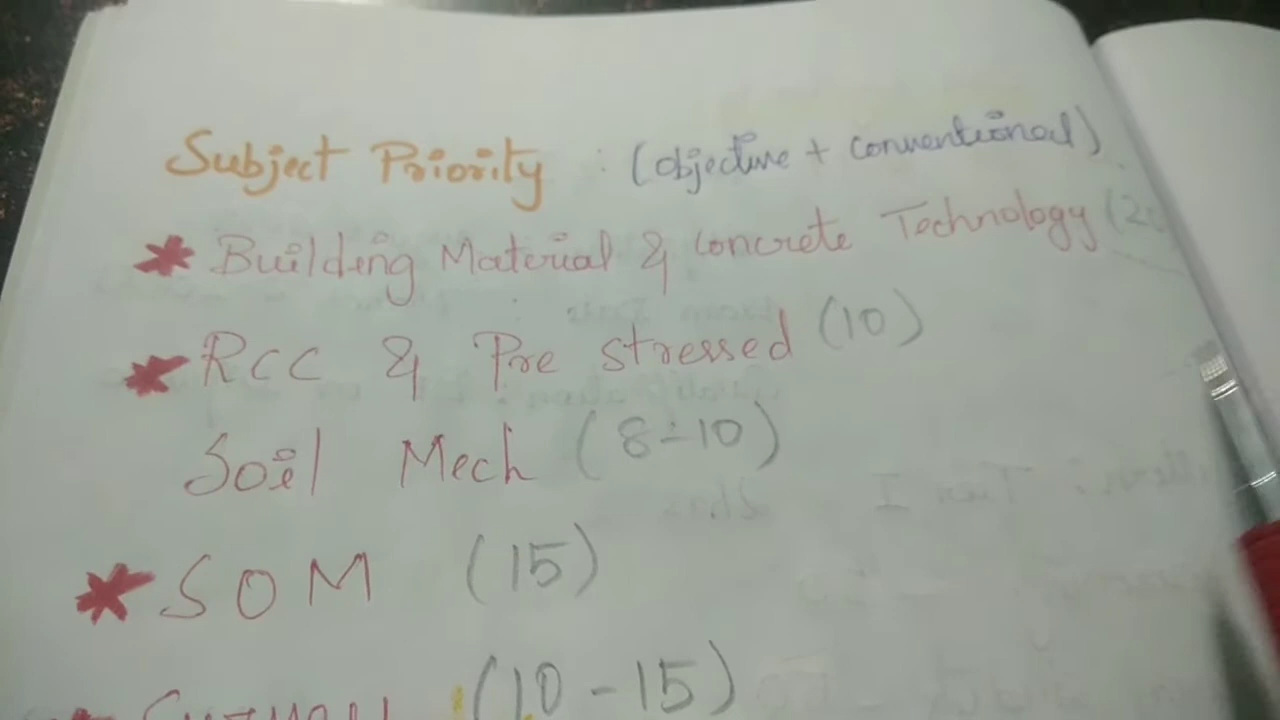 Subject Priority : (objective + conventional)
* Building Material & Concrete Technology
* RCC & Pre stressed (10)
Soil Mech (8-10)
* SOM (15)
(10-15)